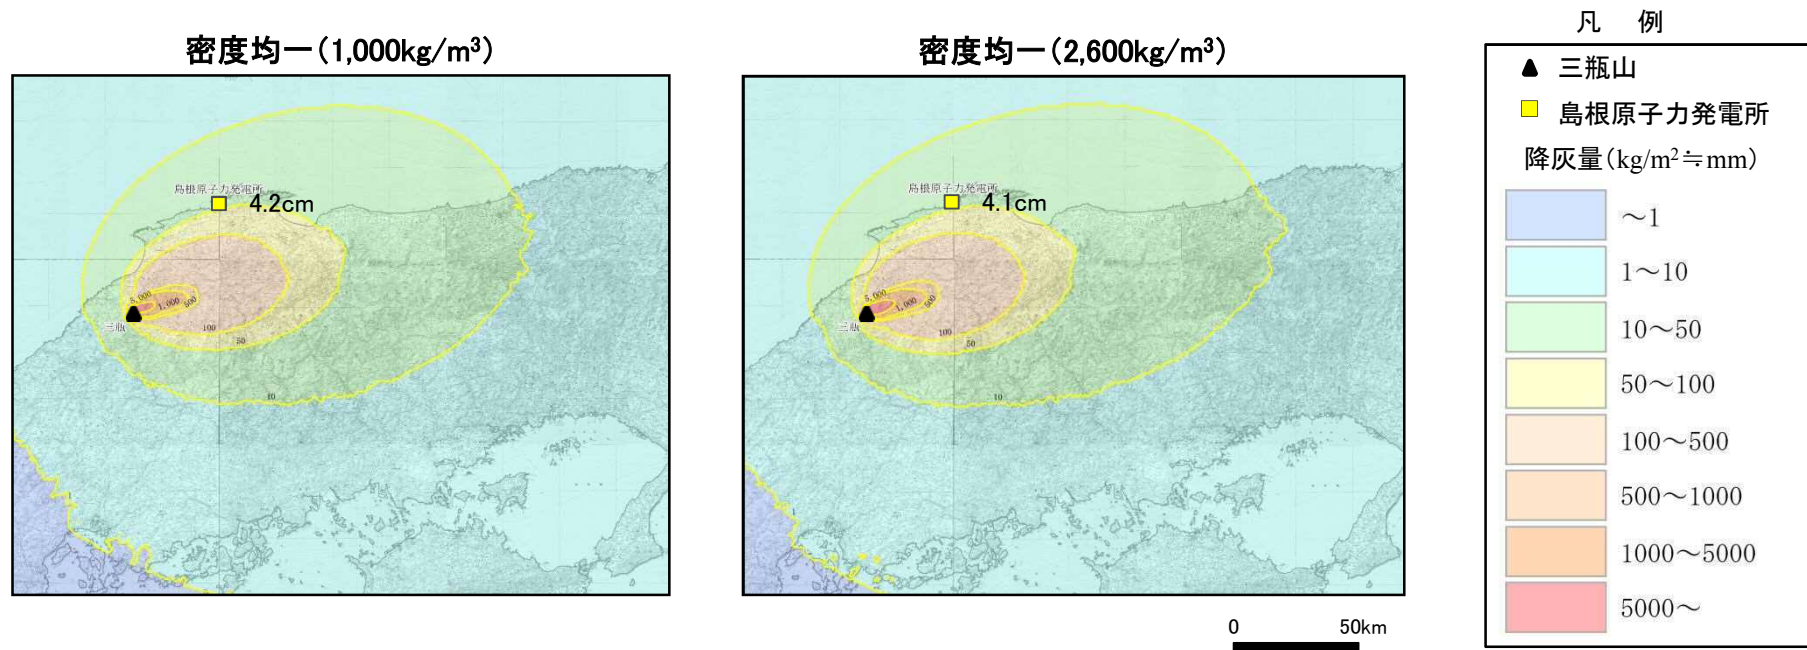 密度均一（1,000kg/m³）
島根原子力発電所
4.2cm
5,000
1,000
500
三瓶
100
50
10
1
密度均一（2,600kg/m³）
島根原子力発電所
4.1cm
5,000
1,000
500
三瓶
100
50
10
1
0 50km
凡 例
三瓶山
島根原子力発電所
降灰量（kg/m²≒mm）
～1
1～10
10～50
50～100
100～500
500～1000
1000～5000
5000～